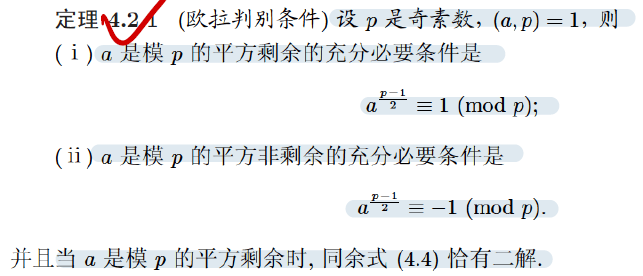 定理 4.2.1 (欧拉判别条件) 设 p 是奇素数，(a, p) = 1，则
(ⅰ) a 是模 p 的平方剩余的充分必要条件是
a^{\frac{p-1}{2}} ≡ 1 (mod p);
(ⅱ) a 是模 p 的平方非剩余的充分必要条件是
a^{\frac{p-1}{2}} ≡ −1 (mod p).
并且当 a 是模 p 的平方剩余时, 同余式 (4.4) 恰有二解.